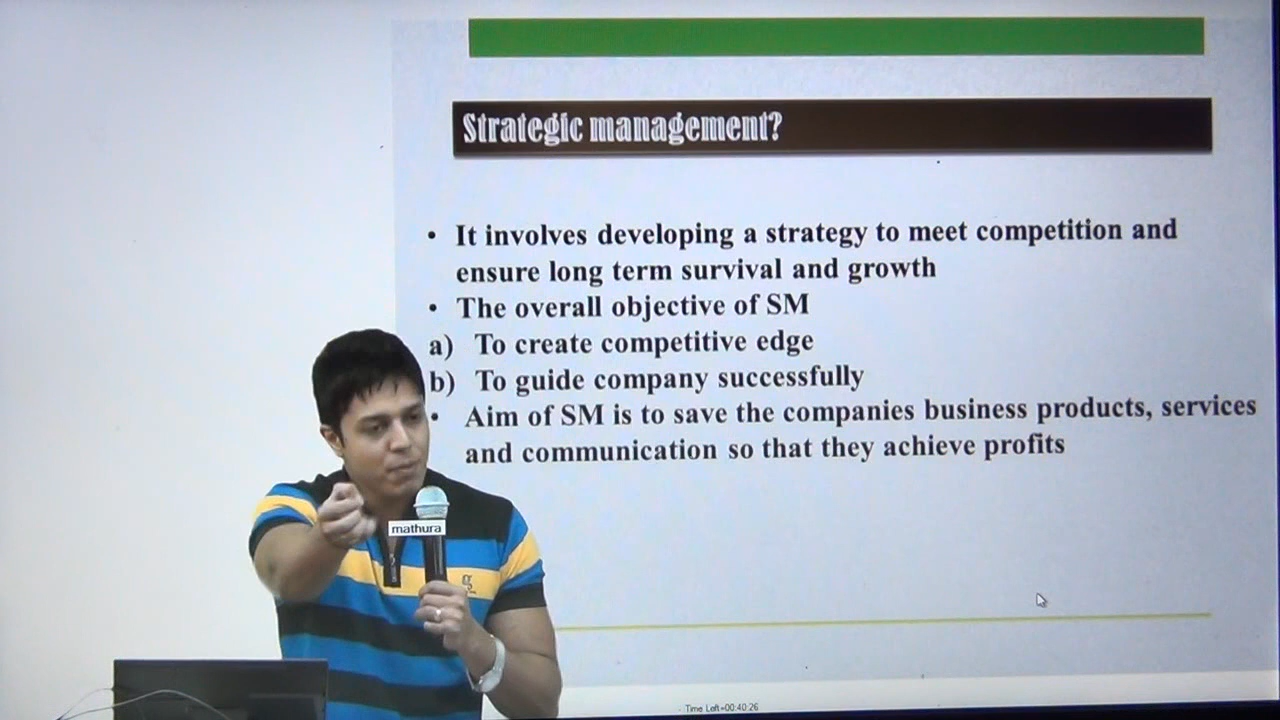 Strategic management?
• It involves developing a strategy to meet competition and
ensure long term survival and growth
• The overall objective of SM
a) To create competitive edge
b) To guide company successfully
• Aim of SM is to save the companies business products, services
and communication so that they achieve profits
mathura
g
- Time Left=00:40:26